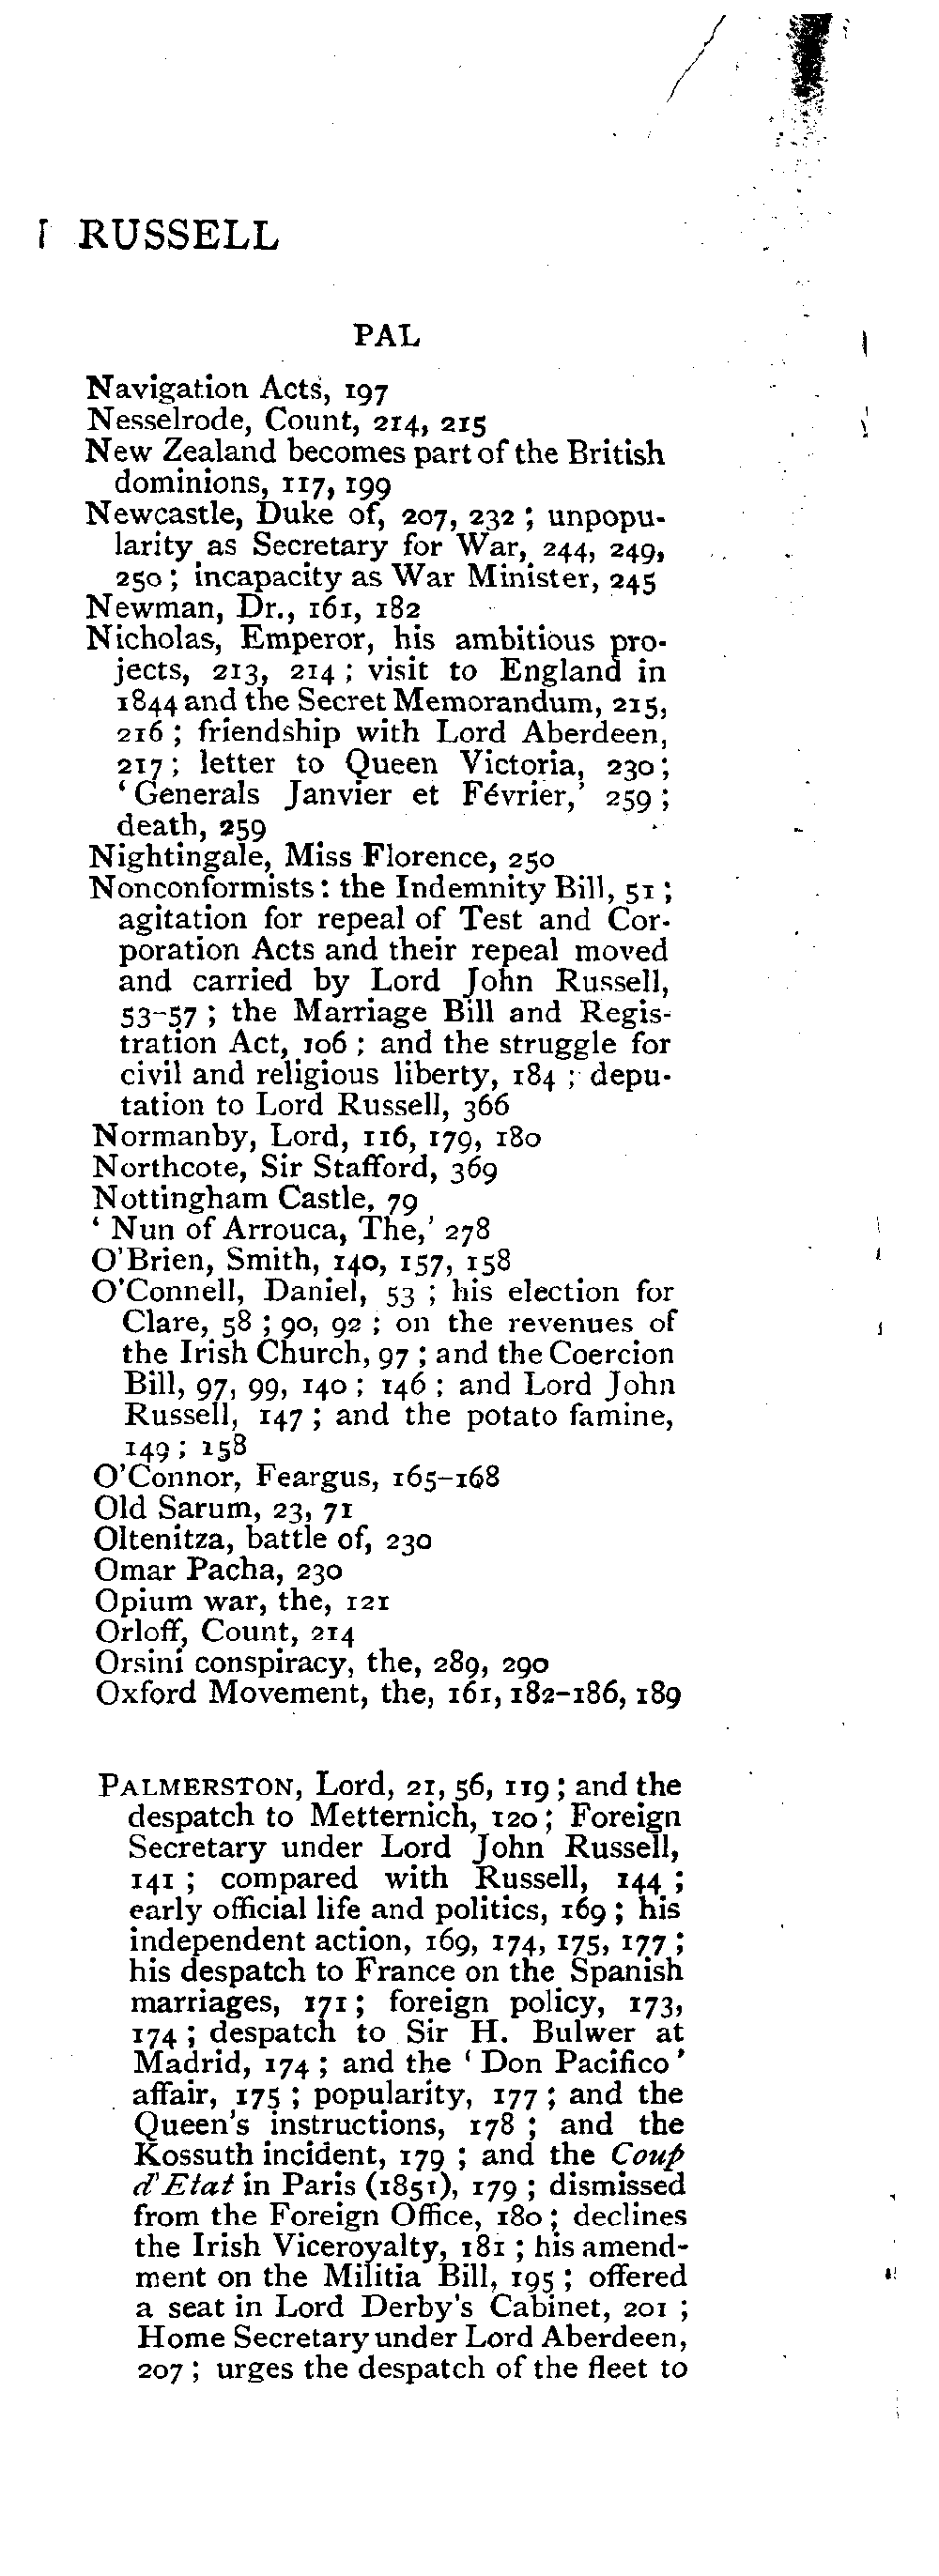 RUSSELL
PAL
Navigation Acts, 197
Nesselrode, Count, 214, 215
New Zealand becomes part of the British
dominions, 117, 199
Newcastle, Duke of, 207, 232 ; unpopu-
larity as Secretary for War, 244, 249,
250 ; incapacity as War Minister, 245
Newman, Dr., 161, 182
Nicholas, Emperor, his ambitious pro-
jects, 213, 214 ; visit to England in
1844 and the Secret Memorandum, 215,
216 ; friendship with Lord Aberdeen,
217 ; letter to Queen Victoria, 230 ;
‘ Generals Janvier et Février,’ 259 ;
death, 259
Nightingale, Miss Florence, 250
Nonconformists : the Indemnity Bill, 51 ;
agitation for repeal of Test and Cor-
poration Acts and their repeal moved
and carried by Lord John Russell,
53-57 ; the Marriage Bill and Regis-
tration Act, 106 ; and the struggle for
civil and religious liberty, 184 ; depu-
tation to Lord Russell, 366
Normanby, Lord, 116, 179, 180
Northcote, Sir Stafford, 369
Nottingham Castle, 79
‘ Nun of Arrouca, The,’ 278
O’Brien, Smith, 140, 157, 158
O’Connell, Daniel, 53 ; his election for
Clare, 58 ; 90, 92 ; on the revenues of
the Irish Church, 97 ; and the Coercion
Bill, 97, 99, 140 ; 146 ; and Lord John
Russell, 147 ; and the potato famine,
149 ; 158
O’Connor, Feargus, 165-168
Old Sarum, 23, 71
Oltenitza, battle of, 230
Omar Pacha, 230
Opium war, the, 121
Orloff, Count, 214
Orsini conspiracy, the, 289, 290
Oxford Movement, the, 161, 182-186, 189
PALMERSTON, Lord, 21, 56, 119 ; and the
despatch to Metternich, 120 ; Foreign
Secretary under Lord John Russell,
141 ; compared with Russell, 144 ;
early official life and politics, 169 ; his
independent action, 169, 174, 175, 177 ;
his despatch to France on the Spanish
marriages, 171 ; foreign policy, 173,
174 ; despatch to Sir H. Bulwer at
Madrid, 174 ; and the ‘ Don Pacifico ’
affair, 175 ; popularity, 177 ; and the
Queen’s instructions, 178 ; and the
Kossuth incident, 179 ; and the Coup
d’Etat in Paris (1851), 179 ; dismissed
from the Foreign Office, 180 ; declines
the Irish Viceroyalty, 181 ; his amend-
ment on the Militia Bill, 195 ; offered
a seat in Lord Derby’s Cabinet, 201 ;
Home Secretary under Lord Aberdeen,
207 ; urges the despatch of the fleet to